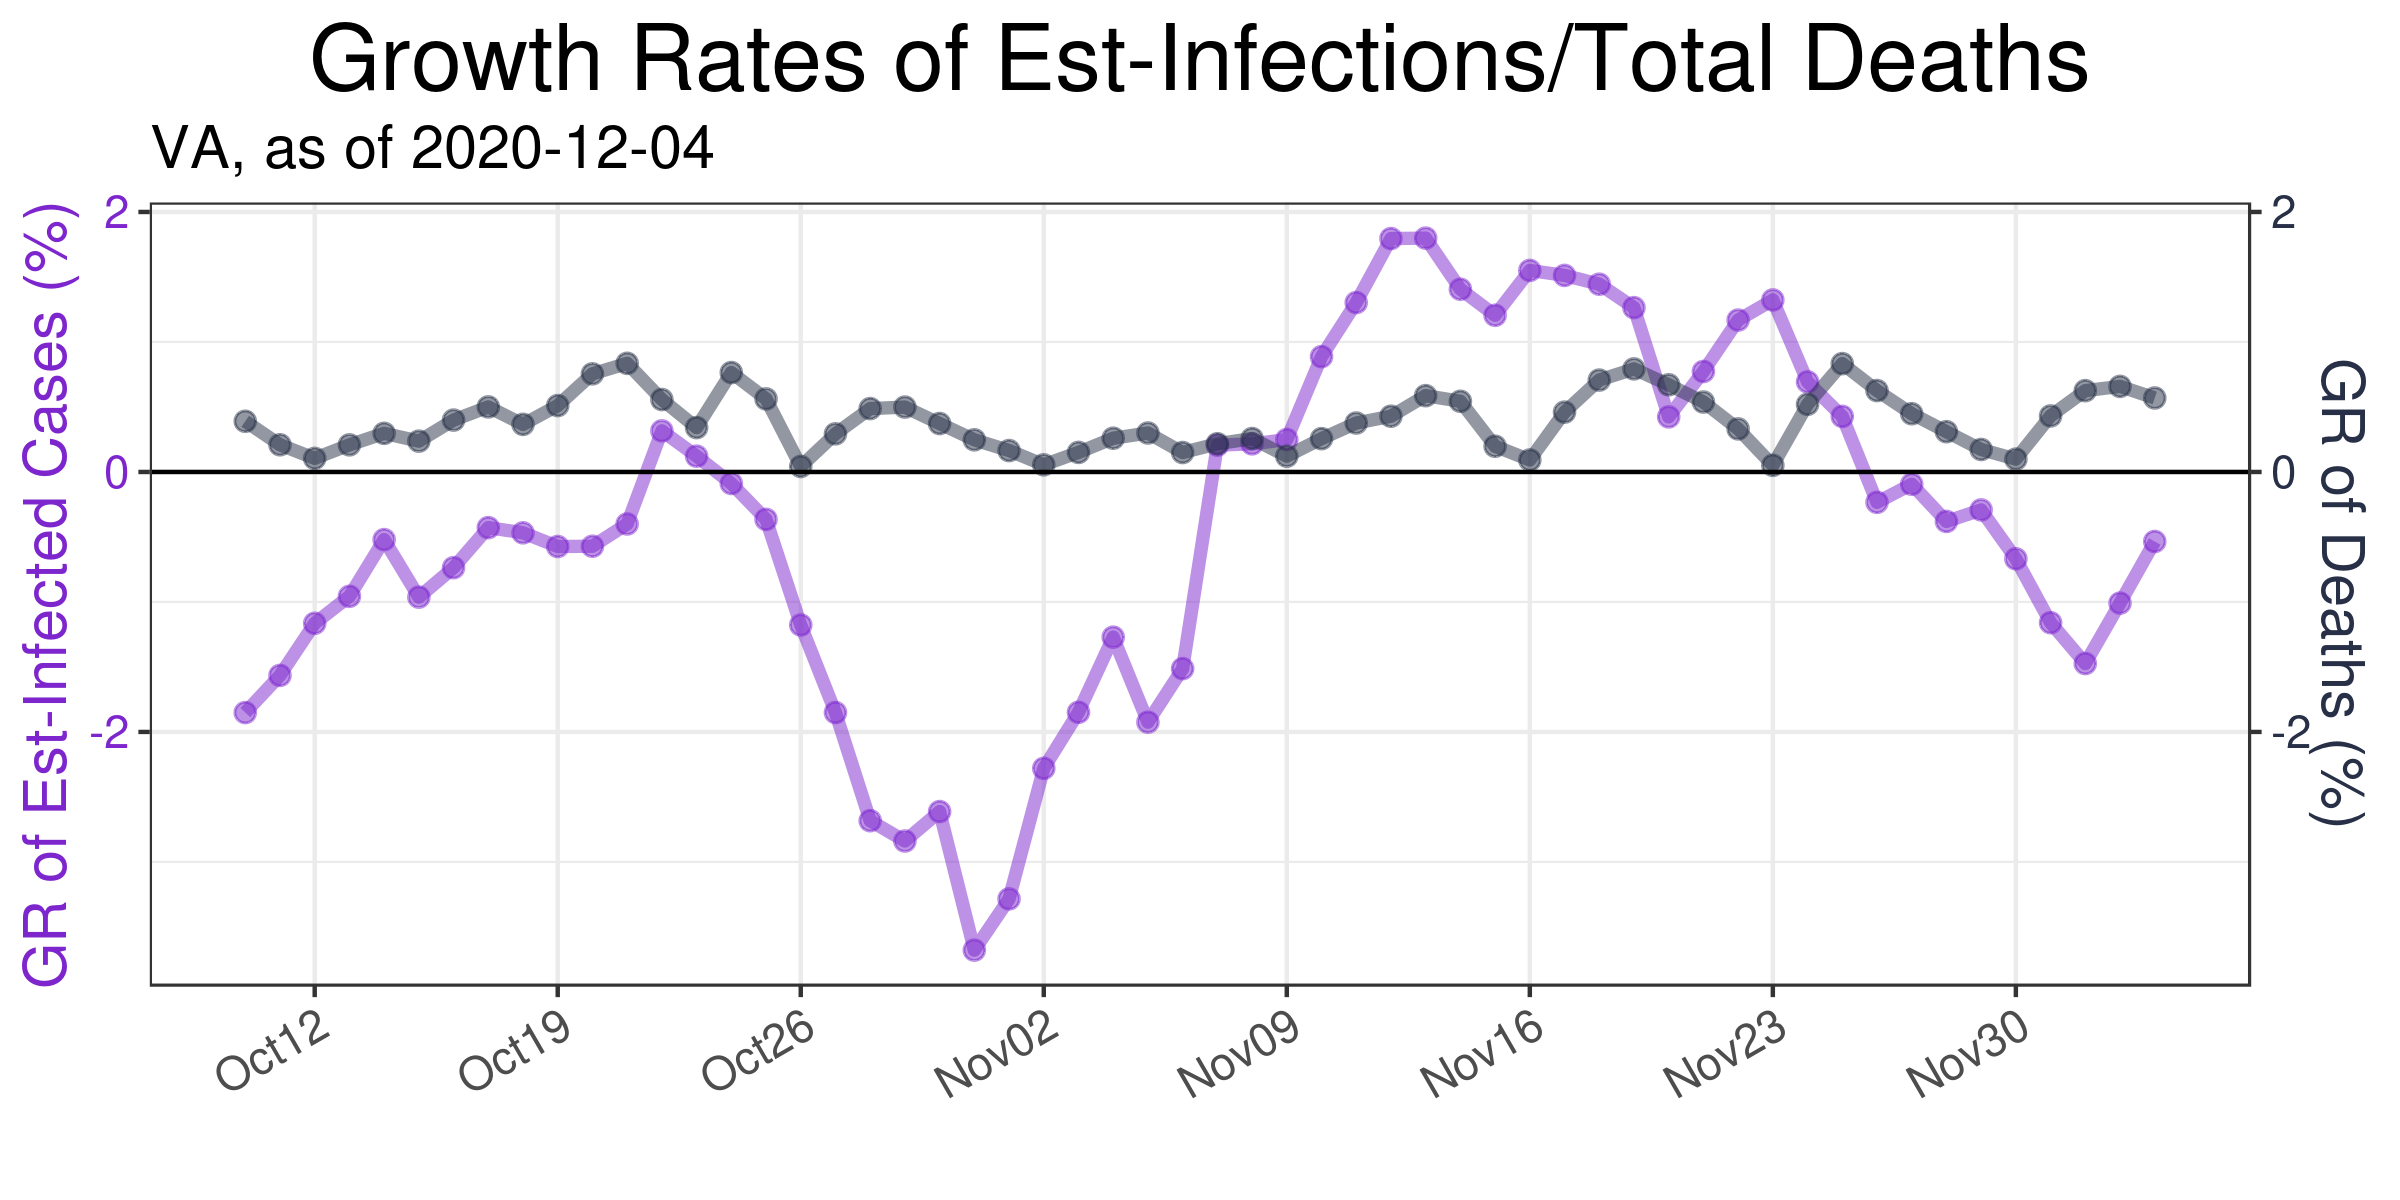 Growth Rates of Est-Infections/Total Deaths
VA, as of 2020-12-04
GR of Est-Infected Cases (%)
2
0
-2
2
0
-2
GR of Deaths (%)
Oct12
Oct19
Oct26
Nov02
Nov09
Nov16
Nov23
Nov30